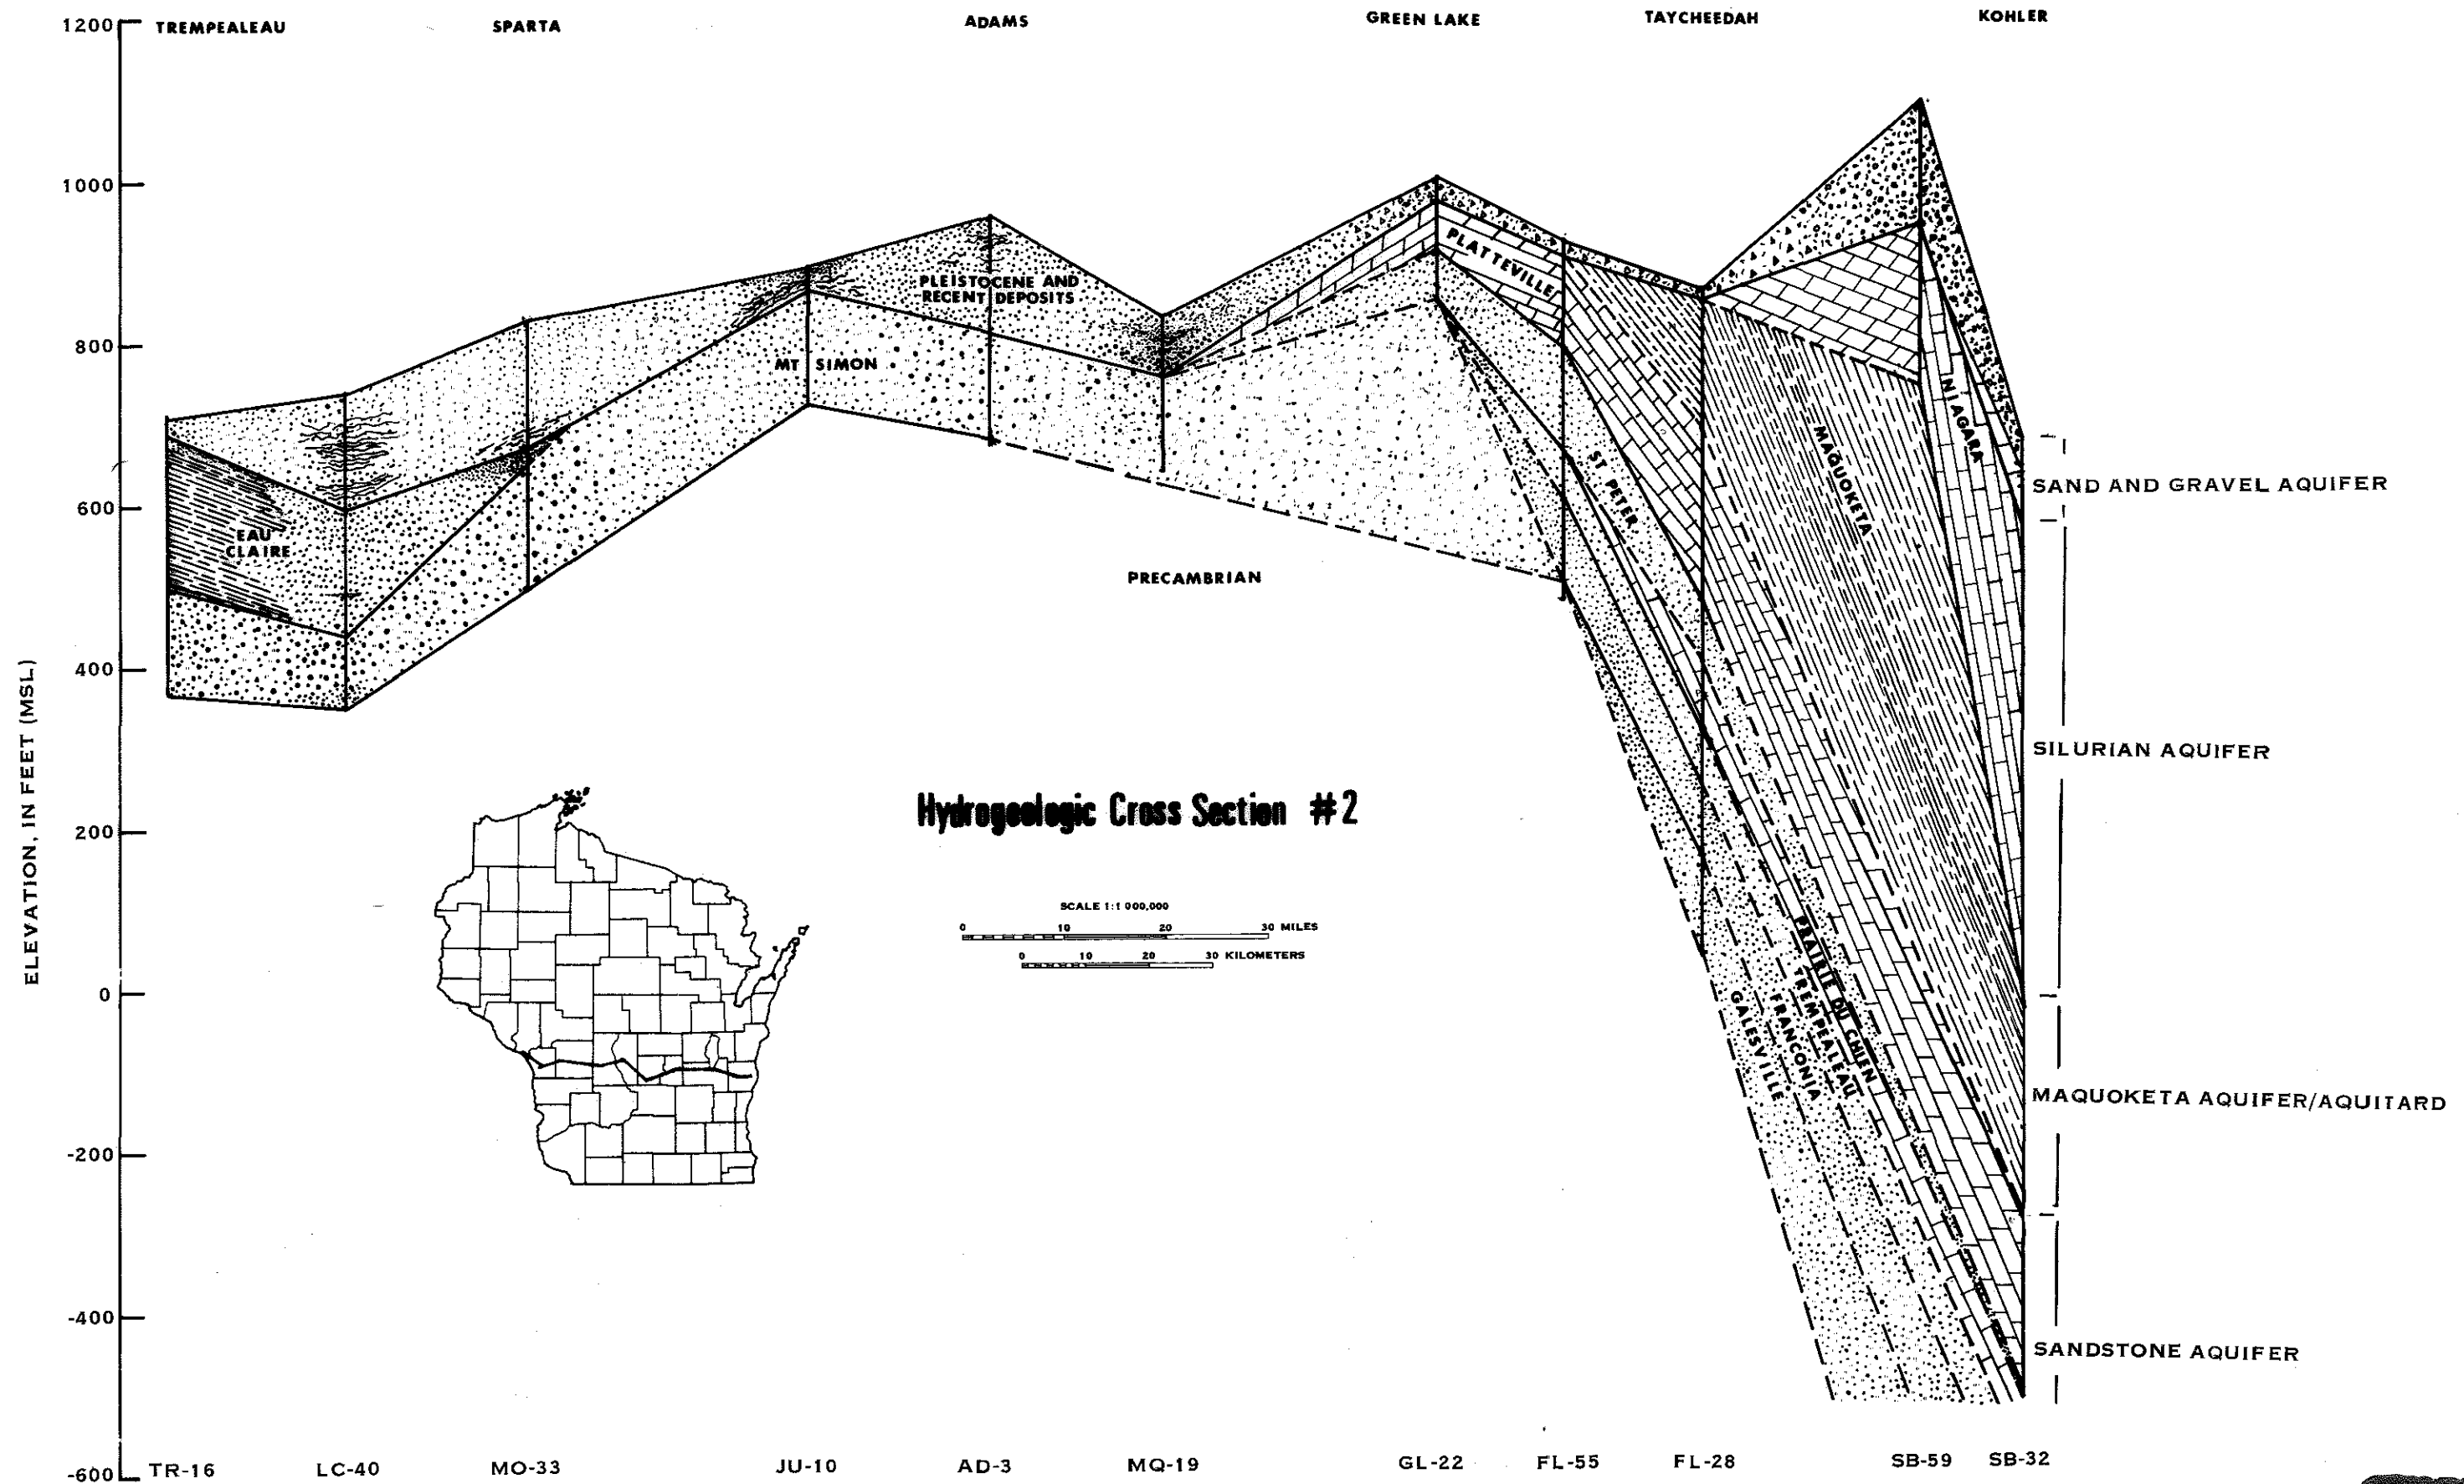 TREMPEALEAU
SPARTA
ADAMS
GREEN LAKE
TAYCHEEDAH
KOHLER
1200
1000
800
600
400
200
0
-200
-400
-600
ELEVATION, IN FEET (MSL)
PLEISTOCENE AND
RECENT DEPOSITS
MT SIMON
EAU
CLAIRE
PRECAMBRIAN
PLATTEVILLE
ST PETER
MAQUOKETA
NIAGARA
PRAIRIE DU CHIEN
TREMPEALEAU
FRANCONIA
GALESVILLE
SAND AND GRAVEL AQUIFER
SILURIAN AQUIFER
MAQUOKETA AQUIFER/AQUITARD
SANDSTONE AQUIFER
Hydrogeologic Cross Section #2
SCALE 1:1 000,000
0 10 20 30 MILES
0 10 20 30 KILOMETERS
TR-16
LC-40
MO-33
JU-10
AD-3
MQ-19
GL-22
FL-55
FL-28
SB-59
SB-32